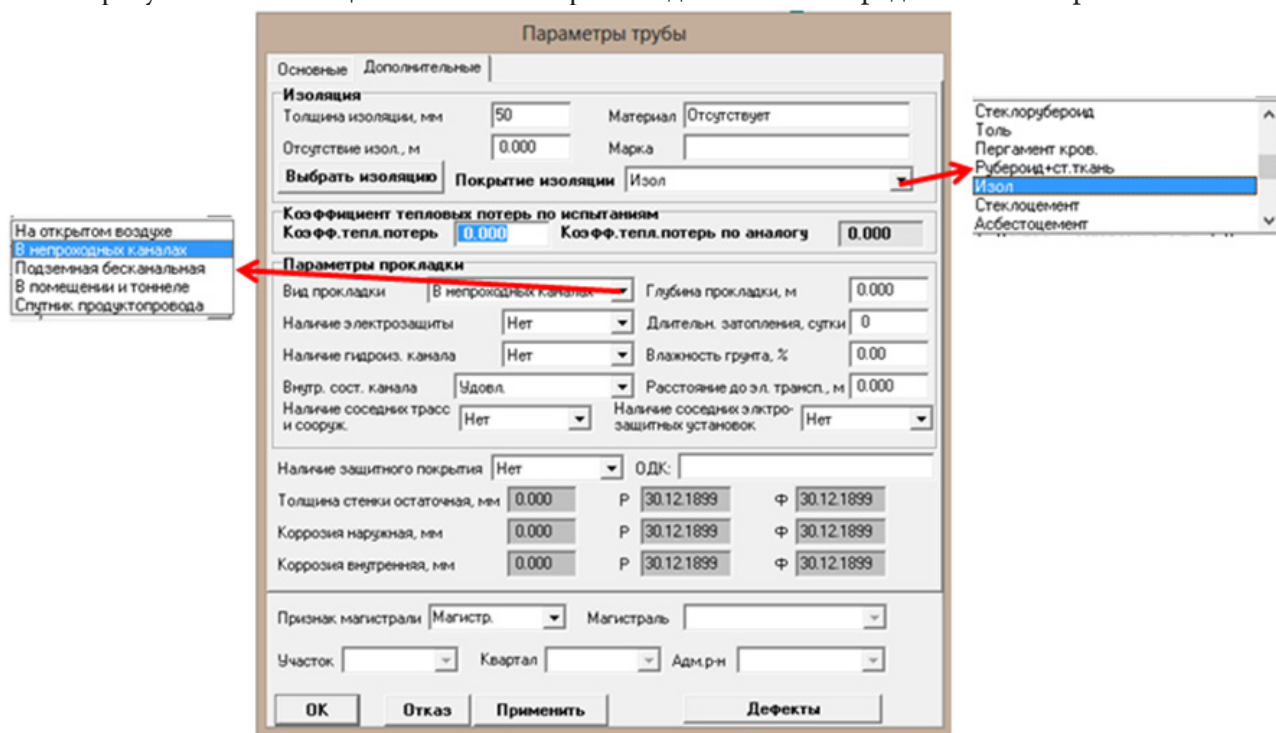 Параметры трубы
Основные Дополнительные
Изоляция
Толщина изоляции, мм 50 Материал Отсутствует
Отсутствие изол., м 0.000 Марка
Выбрать изоляцию Покрытие изоляции Изол
Коэффициент тепловых потерь по испытаниям
Коэфф.тепл.потерь 0.000 Коэфф.тепл.потерь по аналогу 0.000
Параметры прокладки
Вид прокладки В непроходных каналах Глубина прокладки, м 0.000
Наличие электрозащиты Нет Длительн. затопления, сутки 0
Наличие гидроиз. канала Нет Влажность грунта, % 0.00
Внутр. сост. канала Удовл. Расстояние до эл. трансп., м 0.000
Наличие соседних трасс и сооруж. Нет Наличие соседних элктро-защитных установок Нет
Наличие защитного покрытия Нет ОДК:
Толщина стенки остаточная, мм 0.000 Р 30.12.1899 Ф 30.12.1899
Коррозия наружная, мм 0.000 Р 30.12.1899 Ф 30.12.1899
Коррозия внутренняя, мм 0.000 Р 30.12.1899 Ф 30.12.1899
Признак магистрали Магистр. Магистраль
Участок Квартал Адм.р-н
ОК Отказ Применить Дефекты
На открытом воздухе
В непроходных каналах
Подземная бесканальная
В помещении и тоннеле
Спутник продуктопровода
Стеклорубероид
Толь
Пергамент кров.
Рубероид+ст.ткань
Изол
Стеклоцемент
Асбестоцемент